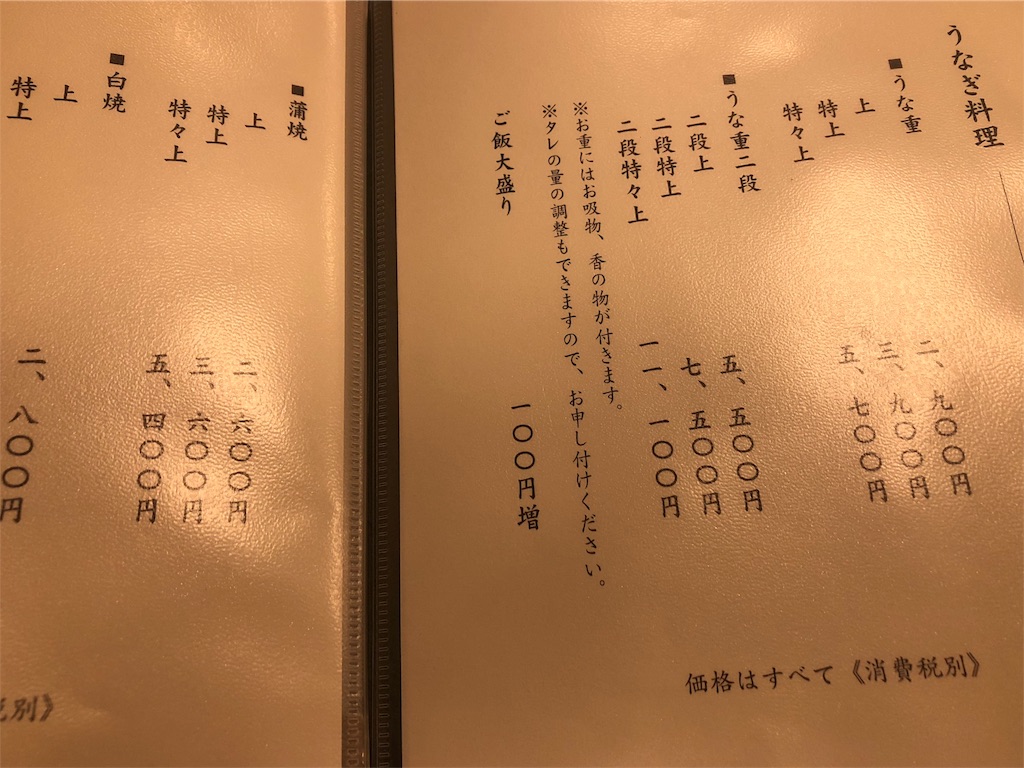 うなぎ料理
■うな重
上 二、九〇〇円
特上 三、九〇〇円
特々上 五、七〇〇円
■うな重二段
二段上 五、五〇〇円
二段特上 七、五〇〇円
二段特々上 一一、一〇〇円
※お重にはお吸物、香の物が付きます。
※タレの量の調整もできますので、お申し付けください。
ご飯大盛り 一〇〇円増
価格はすべて《消費税別》
■蒲焼
上 二、六〇〇円
特上 三、六〇〇円
特々上 五、四〇〇円
■白焼
上 二、八〇〇円
特上
税別》